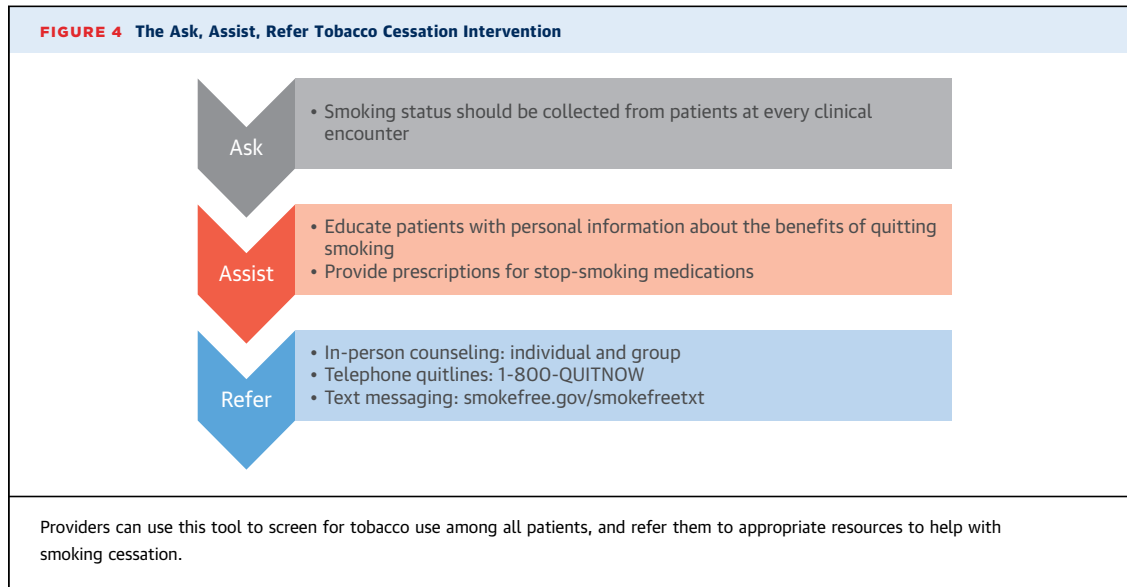 FIGURE 4 The Ask, Assist, Refer Tobacco Cessation Intervention
Ask
• Smoking status should be collected from patients at every clinical
encounter
Assist
• Educate patients with personal information about the benefits of quitting
smoking
• Provide prescriptions for stop-smoking medications
Refer
• In-person counseling: individual and group
• Telephone quitlines: 1-800-QUITNOW
• Text messaging: smokefree.gov/smokefreetxt
Providers can use this tool to screen for tobacco use among all patients, and refer them to appropriate resources to help with
smoking cessation.